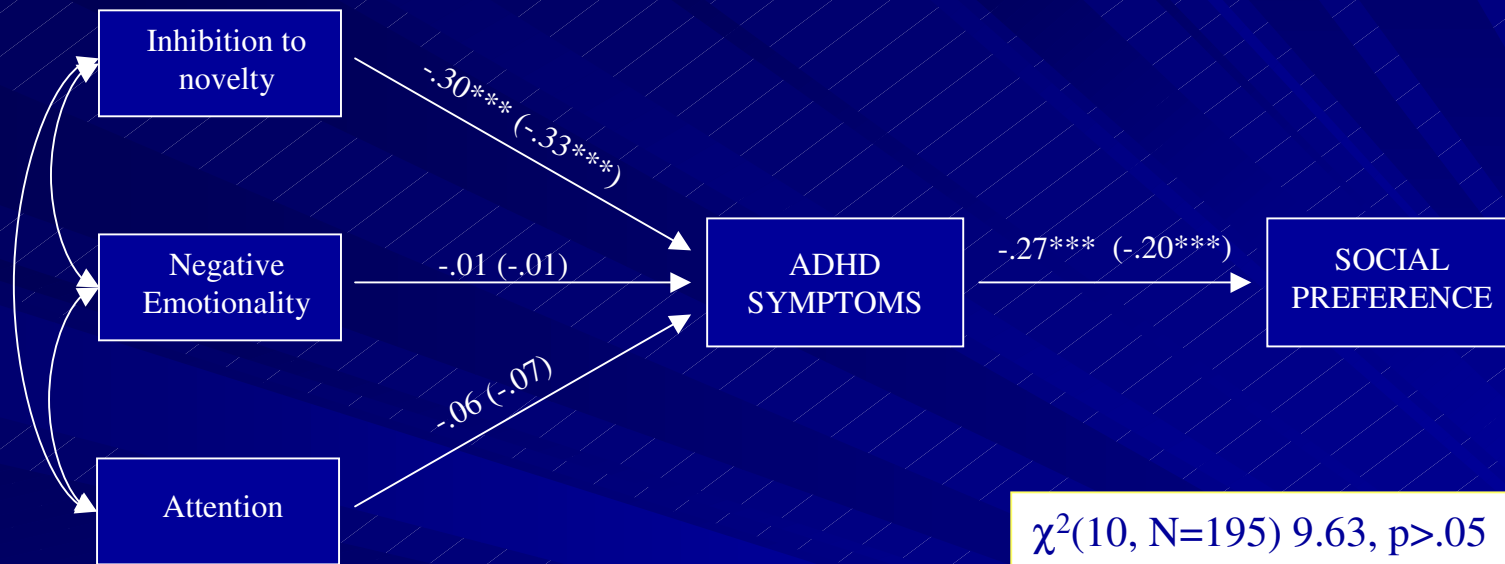 Inhibition to
novelty
-.30*** (-.33***)
Negative
Emotionality
-.01 (-.01)
ADHD
SYMPTOMS
-.27*** (-.20***)
SOCIAL
PREFERENCE
-.06 (-.07)
Attention
χ²(10, N=195) 9.63, p>.05